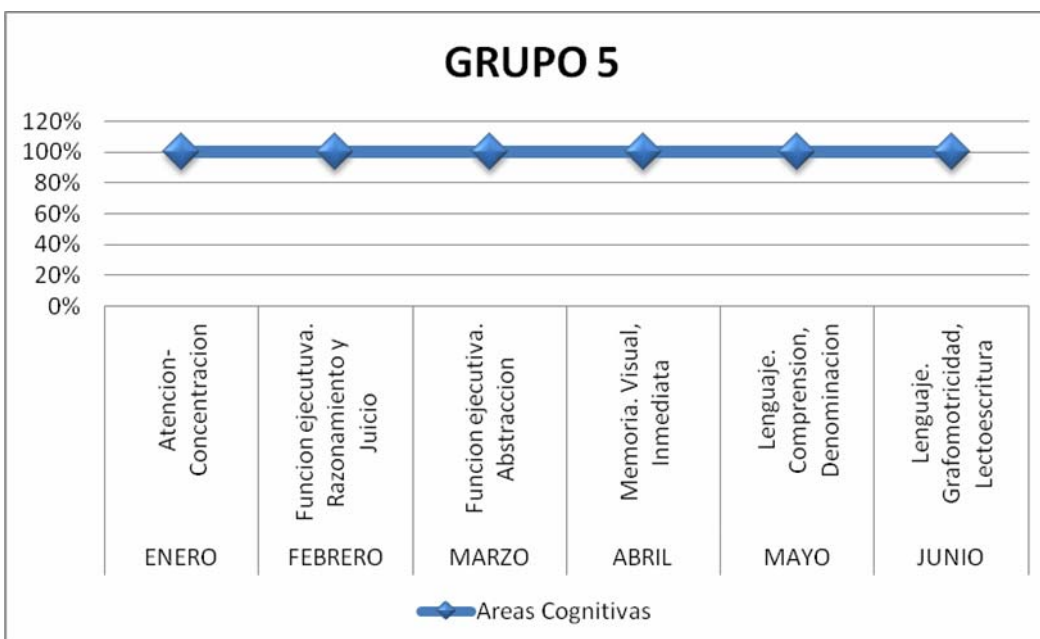 GRUPO 5
120%
100%
80%
60%
40%
20%
0%
Atencion-
Concentracion
Funcion ejecutuva.
Razonamiento y
Juicio
Funcion ejecutiva.
Abstraccion
Memoria. Visual,
Inmediata
Lenguaje.
Comprension,
Denominacion
Lenguaje.
Grafomotricidad,
Lectoescritura
ENERO
FEBRERO
MARZO
ABRIL
MAYO
JUNIO
Areas Cognitivas